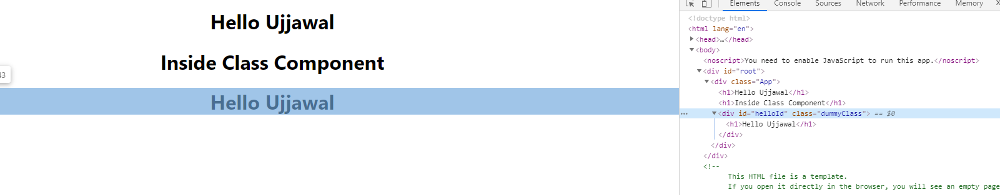 Hello Ujjawal
Inside Class Component
43
Hello Ujjawal
Elements Console Sources Network Performance Memory
<!doctype html>
<html lang="en">
<head>…</head>
<body>
<noscript>You need to enable JavaScript to run this app.</noscript>
<div id="root">
<div class="App">
<h1>Hello Ujjawal</h1>
<h1>Inside Class Component</h1>
<div id="helloId" class="dummyClass"> == $0
<h1>Hello Ujjawal</h1>
</div>
</div>
</div>
<!--
This HTML file is a template.
If you open it directly in the browser, you will see an empty page